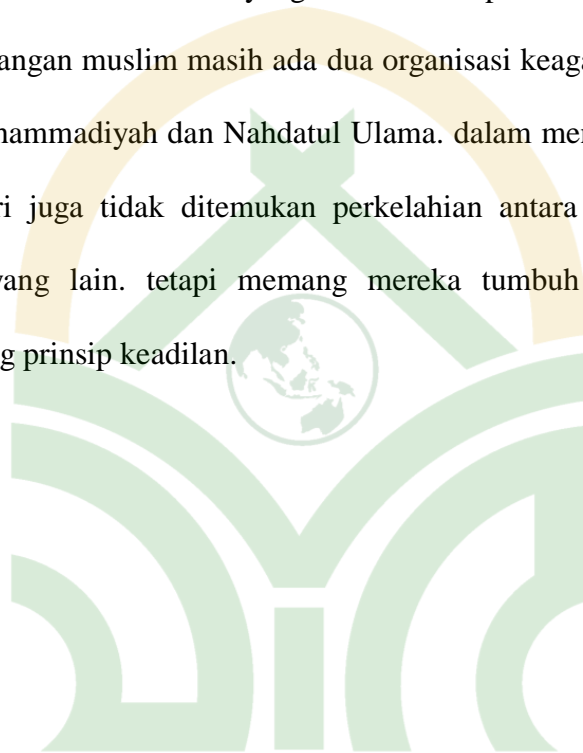 angan muslim masih ada dua organisasi keaga
hammadiyah dan Nahdatul Ulama. dalam men
ri juga tidak ditemukan perkelahian antara
yang lain. tetapi memang mereka tumbuh
g prinsip keadilan.